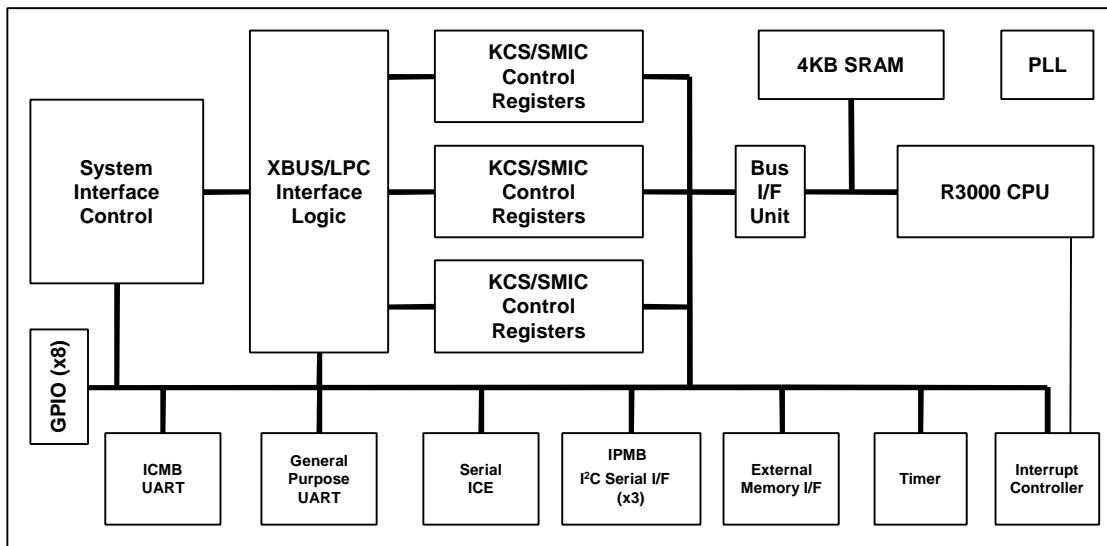 KCS/SMIC
Control
Registers
4KB SRAM
PLL
System
Interface
Control
XBUS/LPC
Interface
Logic
KCS/SMIC
Control
Registers
Bus
I/F
Unit
R3000 CPU
KCS/SMIC
Control
Registers
GPIO (x8)
ICMB
UART
General
Purpose
UART
Serial
ICE
IPMB
I²C Serial I/F
(x3)
External
Memory I/F
Timer
Interrupt
Controller